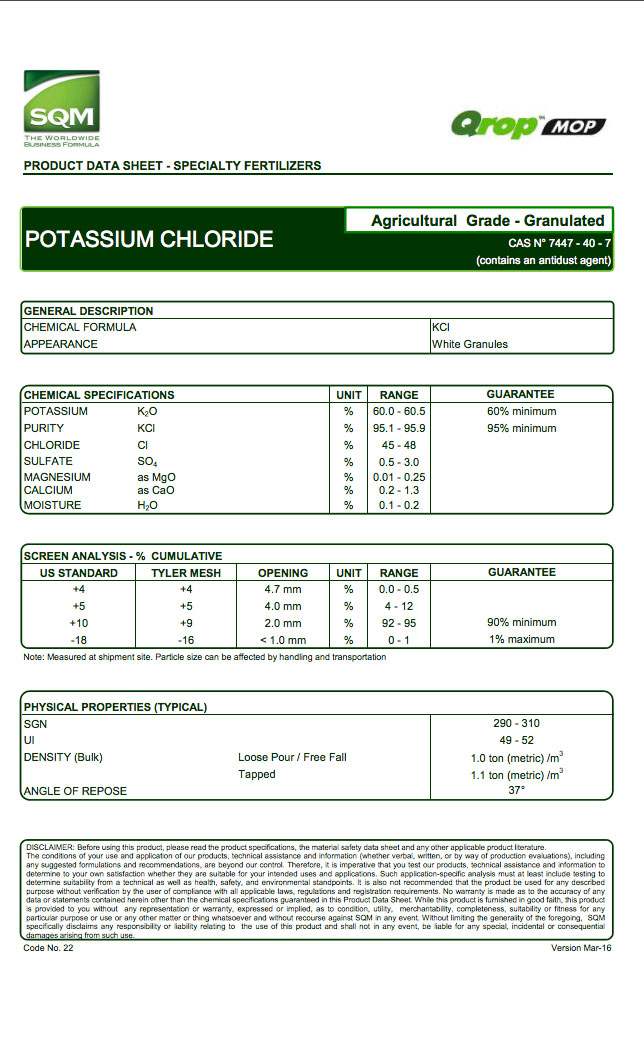 SQM
THE WORLDWIDE
BUSINESS FORMULA
Qrop™ MOP
PRODUCT DATA SHEET - SPECIALTY FERTILIZERS
POTASSIUM CHLORIDE
Agricultural Grade - Granulated
CAS N° 7447 - 40 - 7
(contains an antidust agent)
GENERAL DESCRIPTION
CHEMICAL FORMULA KCl
APPEARANCE White Granules
CHEMICAL SPECIFICATIONS UNIT RANGE GUARANTEE
POTASSIUM K₂O % 60.0 - 60.5 60% minimum
PURITY KCl % 95.1 - 95.9 95% minimum
CHLORIDE Cl % 45 - 48
SULFATE SO₄ % 0.5 - 3.0
MAGNESIUM as MgO % 0.01 - 0.25
CALCIUM as CaO % 0.2 - 1.3
MOISTURE H₂O % 0.1 - 0.2
SCREEN ANALYSIS - % CUMULATIVE
US STANDARD TYLER MESH OPENING UNIT RANGE GUARANTEE
+4 +4 4.7 mm % 0.0 - 0.5
+5 +5 4.0 mm % 4 - 12
+10 +9 2.0 mm % 92 - 95 90% minimum
-18 -16 < 1.0 mm % 0 - 1 1% maximum
Note: Measured at shipment site. Particle size can be affected by handling and transportation
PHYSICAL PROPERTIES (TYPICAL)
SGN 290 - 310
UI 49 - 52
DENSITY (Bulk) Loose Pour / Free Fall 1.0 ton (metric) /m³
Tapped 1.1 ton (metric) /m³
ANGLE OF REPOSE 37°
DISCLAIMER: Before using this product, please read the product specifications, the material safety data sheet and any other applicable product literature.
The conditions of your use and application of our products, technical assistance and information (whether verbal, written, or by way of production evaluations), including
any suggested formulations and recommendations, are beyond our control. Therefore, it is imperative that you test our products, technical assistance and information to
determine to your own satisfaction whether they are suitable for your intended uses and applications. Such application-specific analysis must at least include testing to
determine suitability from a technical as well as health, safety, and environmental standpoints. It is also not recommended that the product be used for any described
purpose without verification by the user of compliance with all applicable laws, regulations and registration requirements. No warranty is made as to the accuracy of any
data or statements contained herein other than the chemical specifications guaranteed in this Product Data Sheet. While this product is furnished in good faith, this product
is provided to you without any representation or warranty, expressed or implied, as to condition, utility, merchantability, completeness, suitability or fitness for any
particular purpose or use or any other matter or thing whatsoever and without recourse against SQM in any event. Without limiting the generality of the foregoing, SQM
specifically disclaims any responsibility or liability relating to the use of this product and shall not in any event, be liable for any special, incidental or consequential
damages arising from such use.
Code No. 22 Version Mar-16